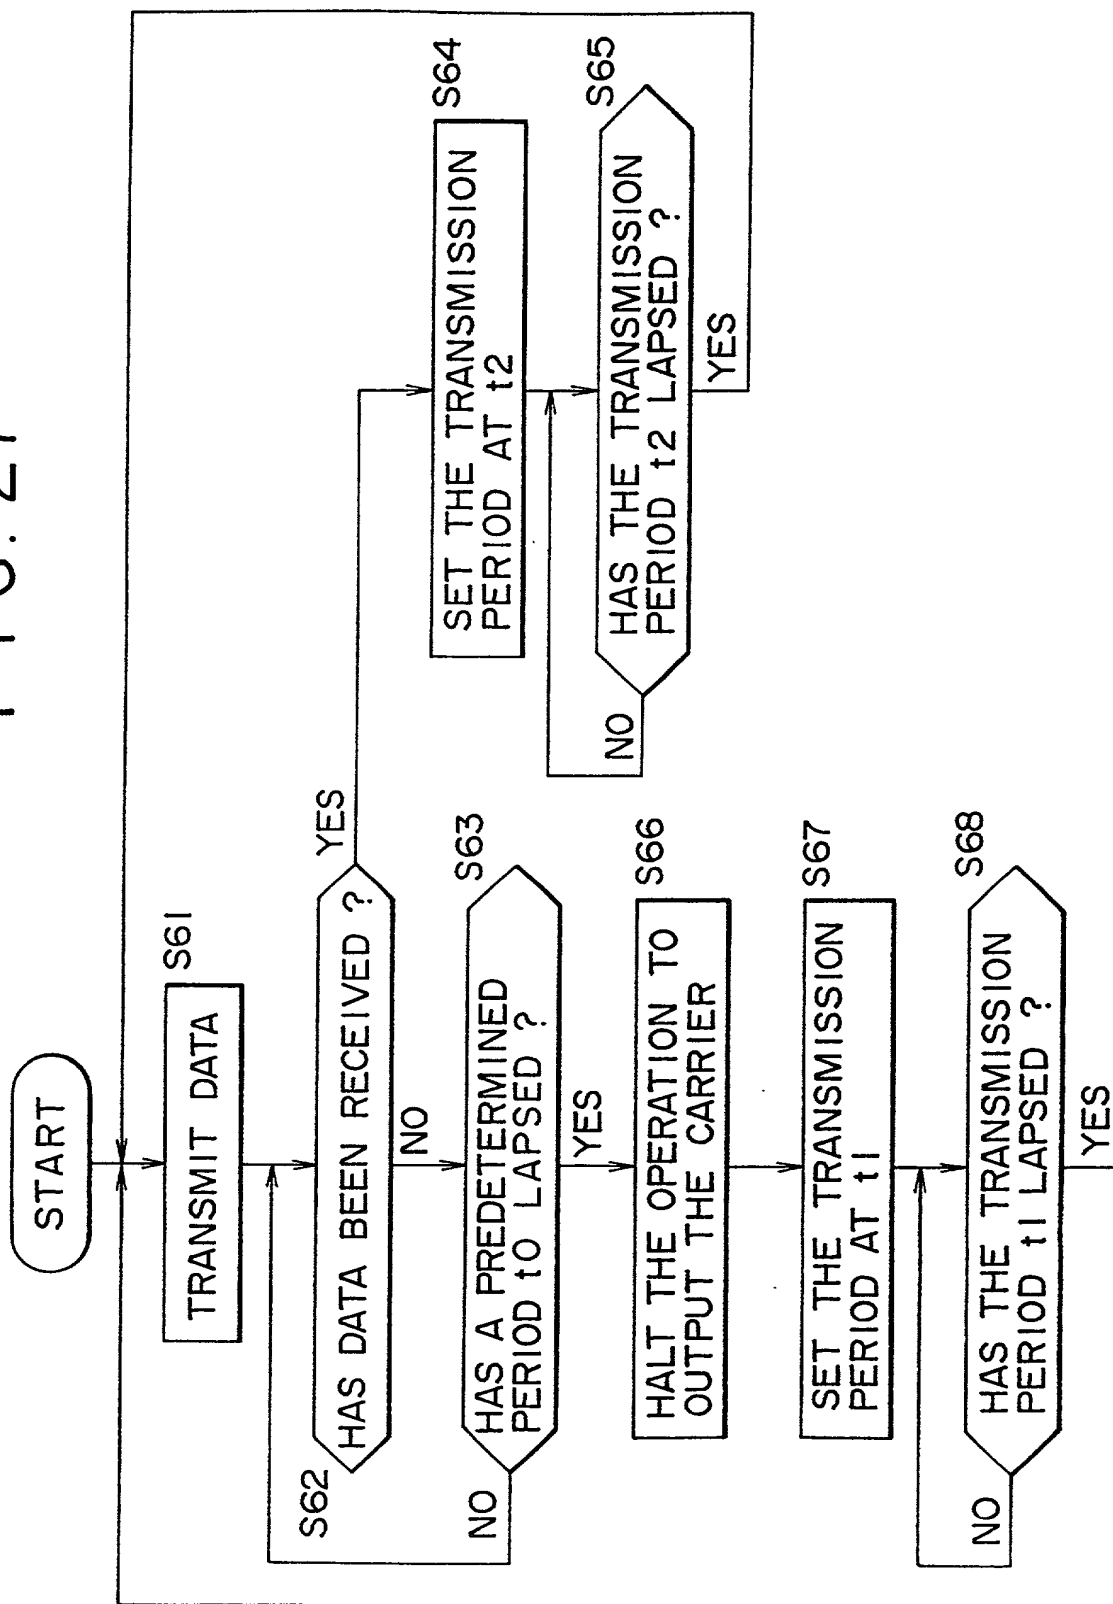 START
TRANSMIT DATA
S61
HAS DATA BEEN RECEIVED ?
S62
YES
NO
HAS A PREDETERMINED
PERIOD t0 LAPSED ?
S63
NO
YES
HALT THE OPERATION TO
OUTPUT THE CARRIER
S66
SET THE TRANSMISSION
PERIOD AT t1
S67
HAS THE TRANSMISSION
PERIOD t1 LAPSED ?
S68
NO
YES
SET THE TRANSMISSION
PERIOD AT t2
S64
HAS THE TRANSMISSION
PERIOD t2 LAPSED ?
S65
NO
YES